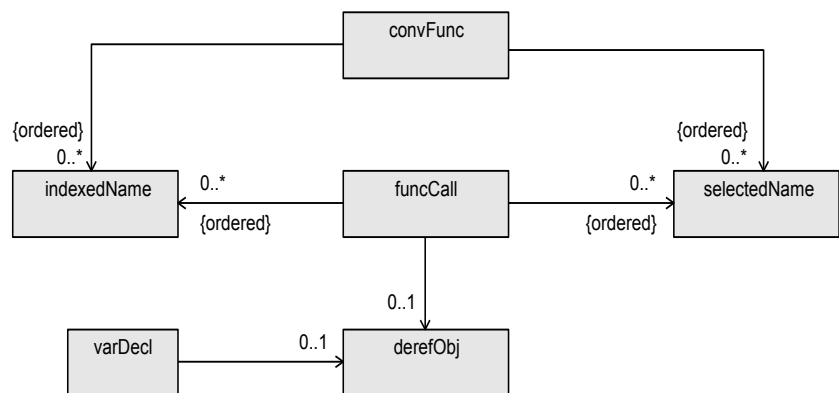 convFunc
{ordered}
{ordered}
0..*
0..*
indexedName
0..*
funcCall
0..*
selectedName
{ordered}
{ordered}
0..1
varDecl
0..1
derefObj